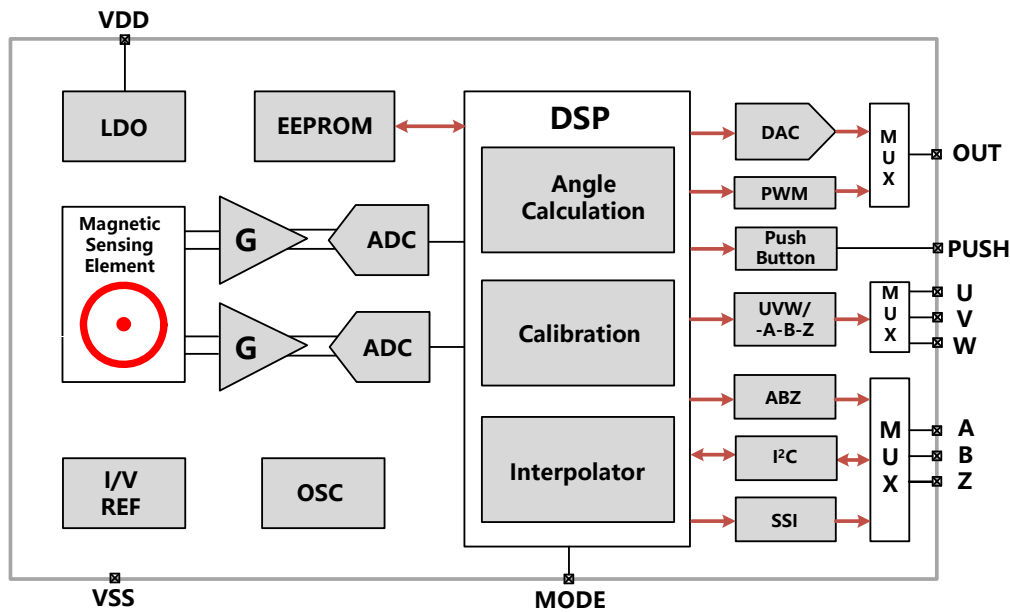 VDD
LDO
EEPROM
DSP
DAC
MUX
OUT
Angle
Calculation
PWM
Magnetic
Sensing
Element
G
ADC
Push
Button
PUSH
Calibration
UVW/
-A-B-Z
MUX
U
V
W
G
ADC
ABZ
MUX
A
B
Z
Interpolator
I²C
I/V
REF
OSC
SSI
VSS
MODE